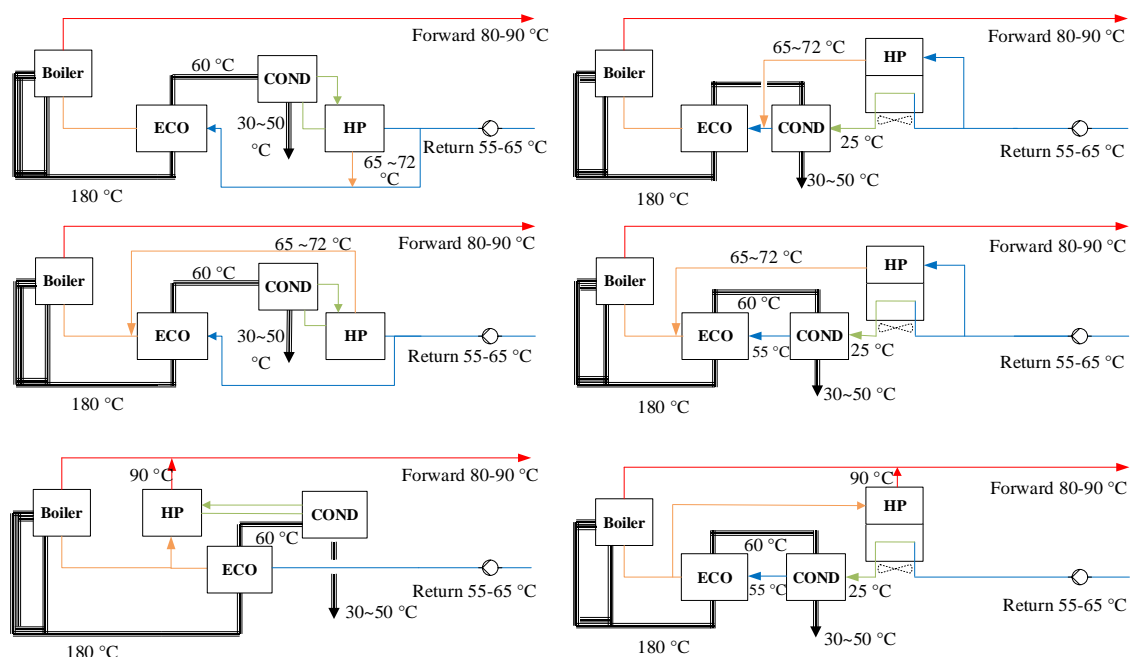 Forward 80-90 °C
Boiler
60 °C
COND
ECO
30~50
°C
HP
Return 55-65 °C
65 ~72
°C
180 °C
Forward 80-90 °C
65~72 °C
HP
Boiler
ECO
COND
25 °C
Return 55-65 °C
30~50 °C
180 °C
Forward 80-90 °C
65 ~72 °C
Boiler
60 °C
COND
ECO
30~50
°C
HP
Return 55-65 °C
180 °C
Forward 80-90 °C
65~72 °C
HP
Boiler
60 °C
ECO
COND
55 °C
25 °C
Return 55-65 °C
30~50 °C
180 °C
90 °C
Forward 80-90 °C
Boiler
HP
COND
60 °C
ECO
Return 55-65 °C
30~50 °C
180 °C
90 °C
Forward 80-90 °C
Boiler
HP
60 °C
ECO
COND
55 °C
25 °C
Return 55-65 °C
30~50 °C
180 °C